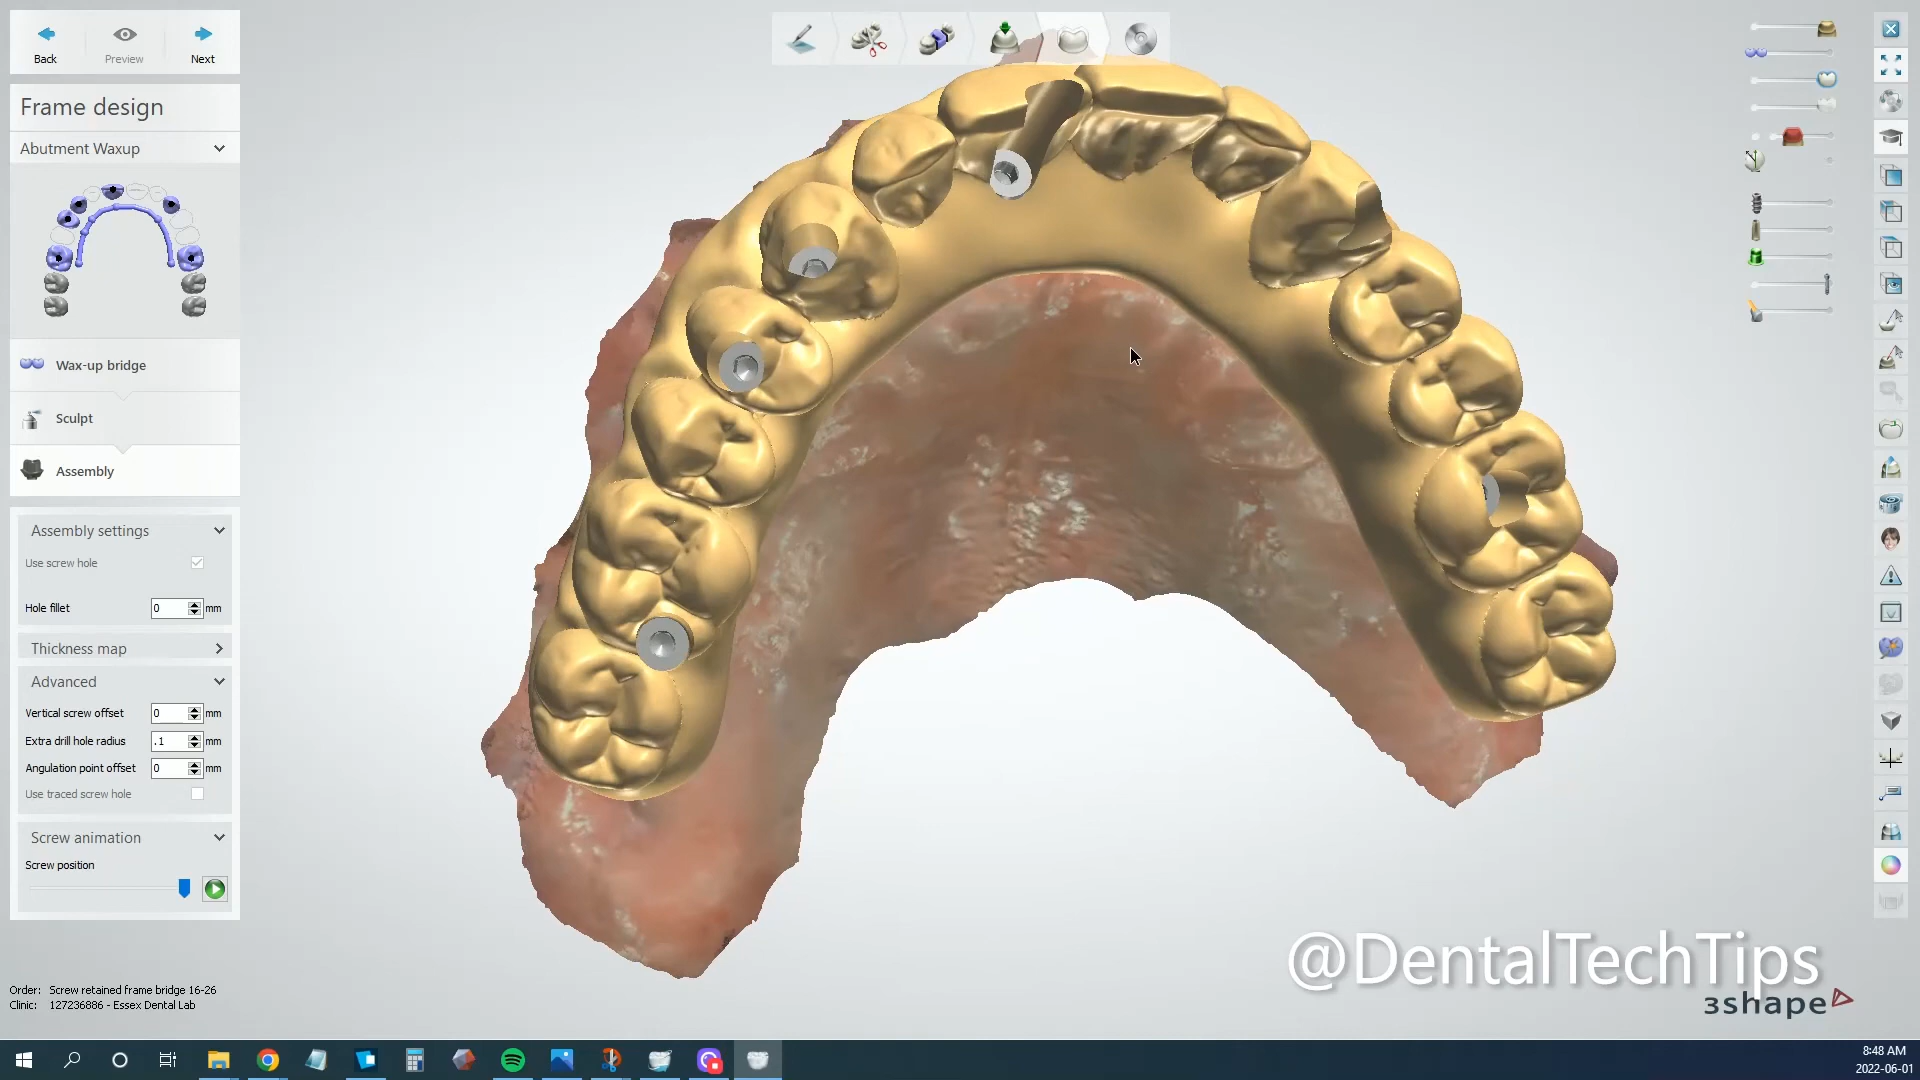 Back
Preview
Next
Frame design
Abutment Waxup
Wax-up bridge
Sculpt
Assembly
Assembly settings
Use screw hole
Hole fillet 0 mm
Thickness map
Advanced
Vertical screw offset 0 mm
Extra drill hole radius .1 mm
Angulation point offset 0 mm
Use traced screw hole
Screw animation
Screw position
Order: Screw retained frame bridge 16-26
Clinic: 127236886 - Essex Dental Lab
@DentalTechTips
3shape
8:48 AM
2022-06-01